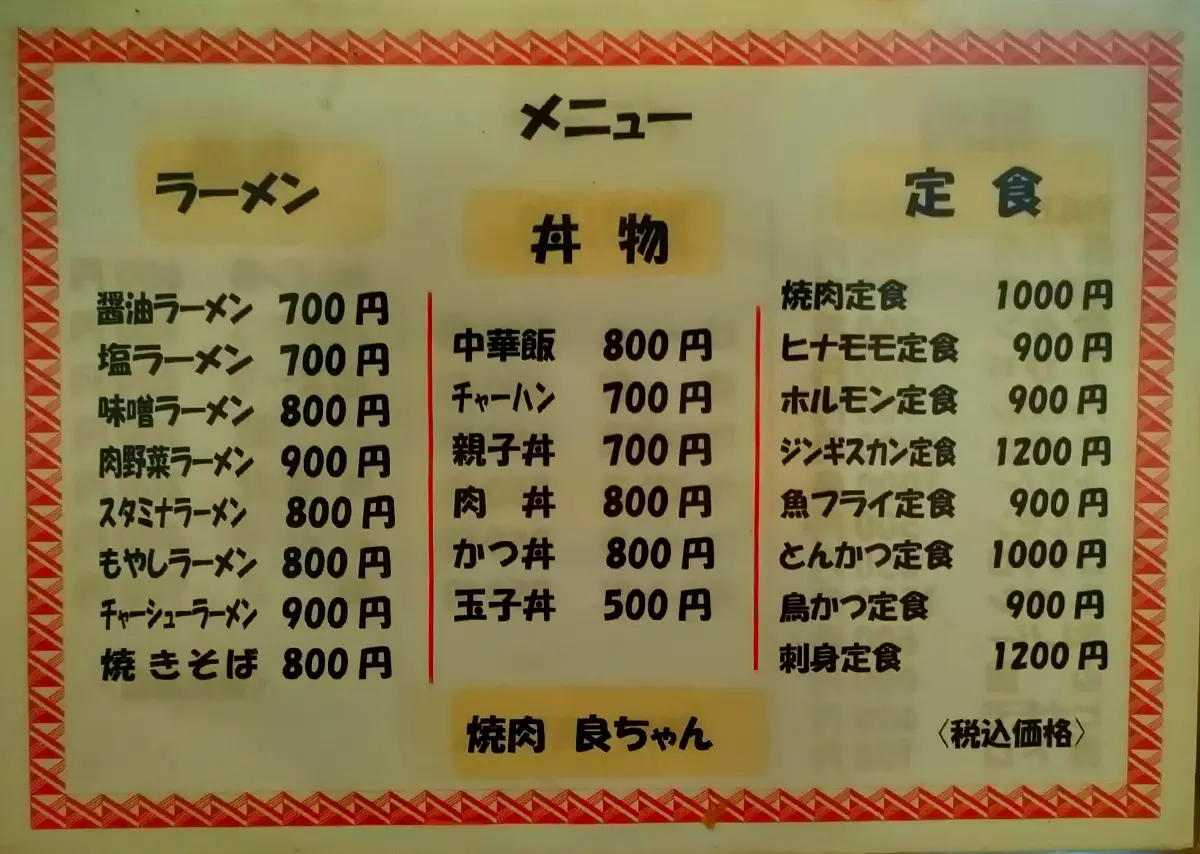 メニュー
ラーメン
醤油ラーメン 700円
塩ラーメン 700円
味噌ラーメン 800円
肉野菜ラーメン 900円
スタミナラーメン 800円
もやしラーメン 800円
チャーシューラーメン 900円
焼きそば 800円
丼物
中華飯 800円
チャーハン 700円
親子丼 700円
肉丼 800円
かつ丼 800円
玉子丼 500円
定食
焼肉定食 1000円
ヒナモモ定食 900円
ホルモン定食 900円
ジンギスカン定食 1200円
魚フライ定食 900円
とんかつ定食 1000円
鳥かつ定食 900円
刺身定食 1200円
焼肉 良ちゃん
〈税込価格〉